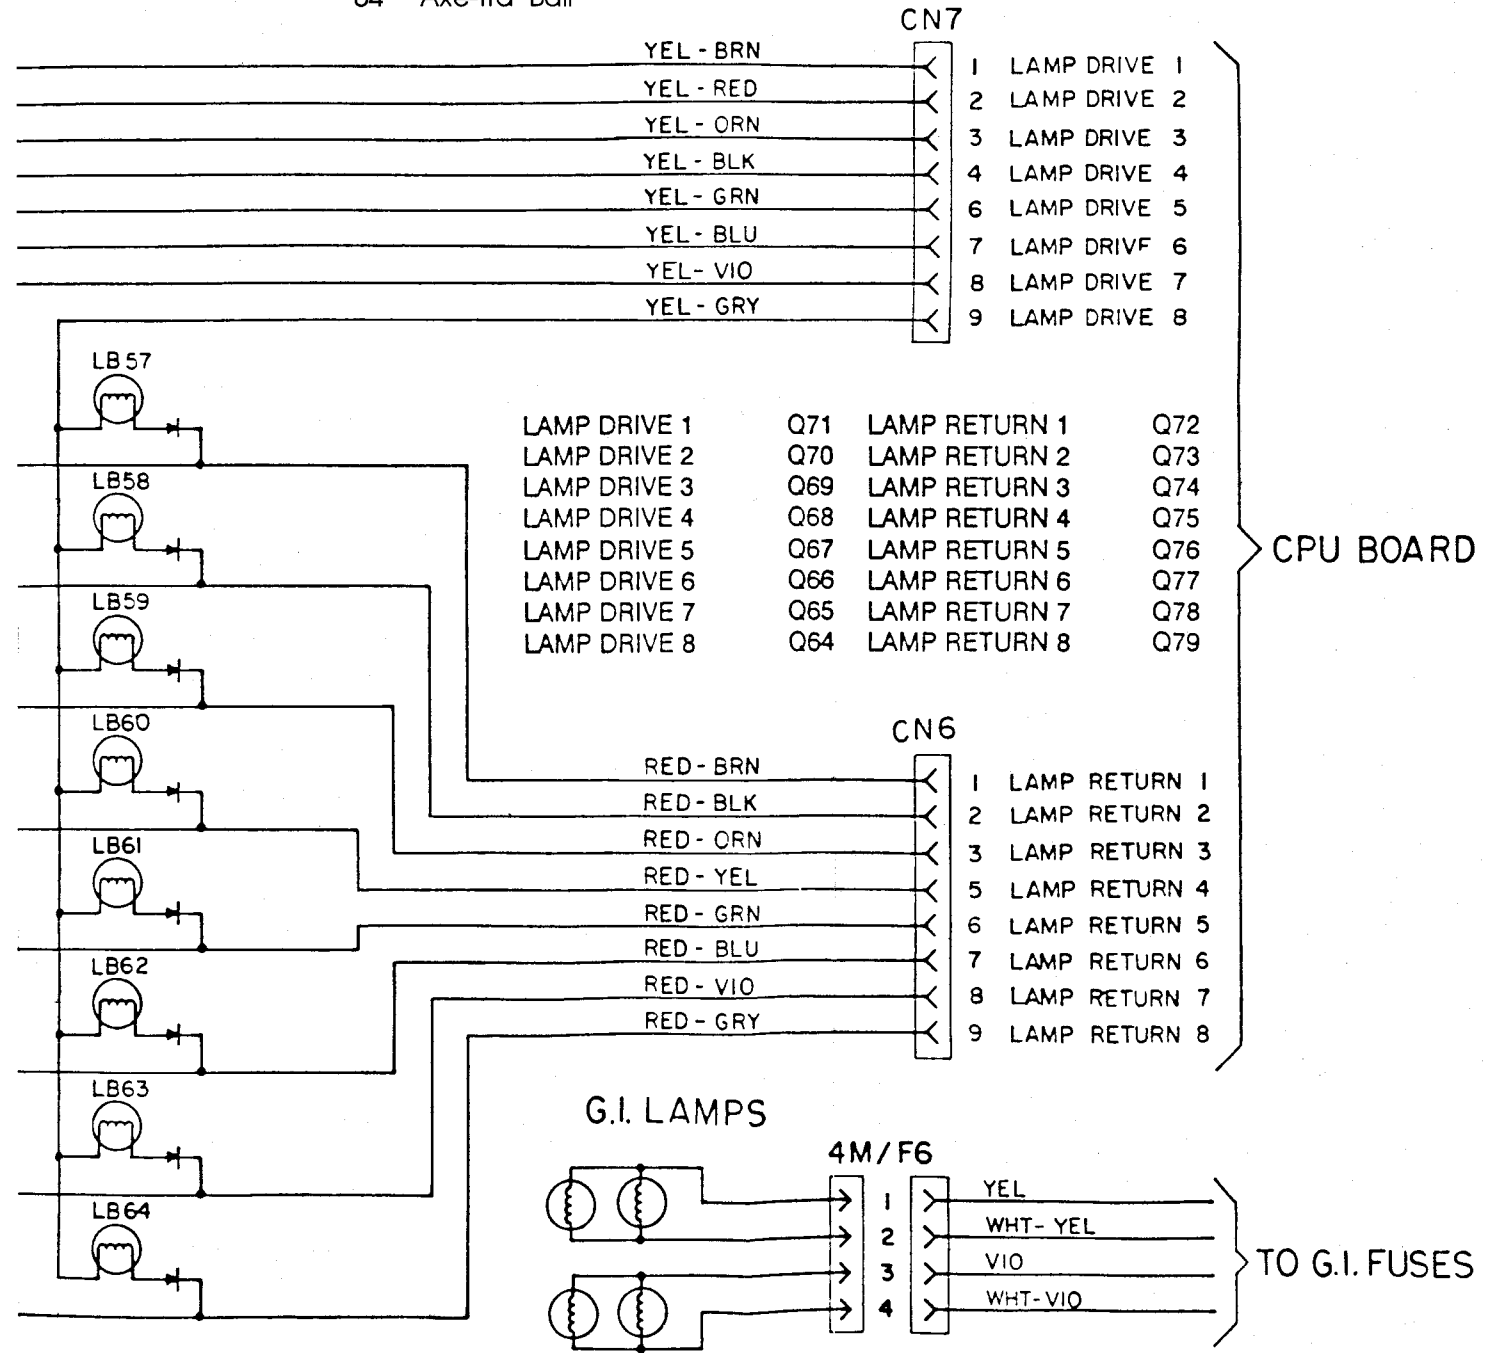 64 Axe-tra Ball
CN7
YEL - BRN 1 LAMP DRIVE 1
YEL - RED 2 LAMP DRIVE 2
YEL - ORN 3 LAMP DRIVE 3
YEL - BLK 4 LAMP DRIVE 4
YEL - GRN 6 LAMP DRIVE 5
YEL - BLU 7 LAMP DRIVF 6
YEL - VIO 8 LAMP DRIVE 7
YEL - GRY 9 LAMP DRIVE 8
LB57
LB58
LB59
LB60
LB61
LB62
LB63
LB64
LAMP DRIVE 1 Q71 LAMP RETURN 1 Q72
LAMP DRIVE 2 Q70 LAMP RETURN 2 Q73
LAMP DRIVE 3 Q69 LAMP RETURN 3 Q74
LAMP DRIVE 4 Q68 LAMP RETURN 4 Q75
LAMP DRIVE 5 Q67 LAMP RETURN 5 Q76
LAMP DRIVE 6 Q66 LAMP RETURN 6 Q77
LAMP DRIVE 7 Q65 LAMP RETURN 7 Q78
LAMP DRIVE 8 Q64 LAMP RETURN 8 Q79
CPU BOARD
CN6
RED - BRN 1 LAMP RETURN 1
RED - BLK 2 LAMP RETURN 2
RED - ORN 3 LAMP RETURN 3
RED - YEL 5 LAMP RETURN 4
RED - GRN 6 LAMP RETURN 5
RED - BLU 7 LAMP RETURN 6
RED - VIO 8 LAMP RETURN 7
RED - GRY 9 LAMP RETURN 8
G.I. LAMPS
4M/F6
1 YEL
2 WHT - YEL
3 VIO
4 WHT-VIO
TO G.I. FUSES